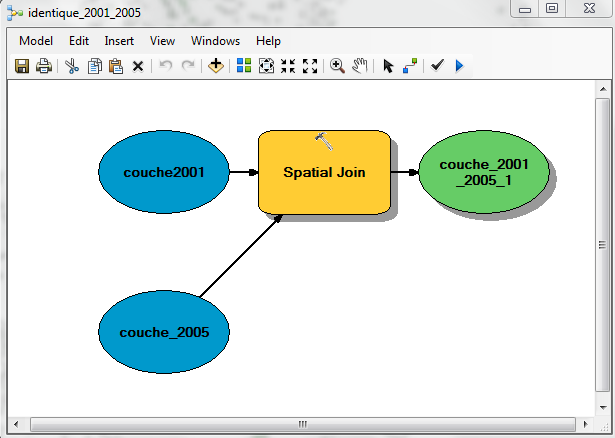 identique_2001_2005
Model Edit Insert View Windows Help
couche2001
Spatial Join
couche_2001
_2005_1
couche_2005